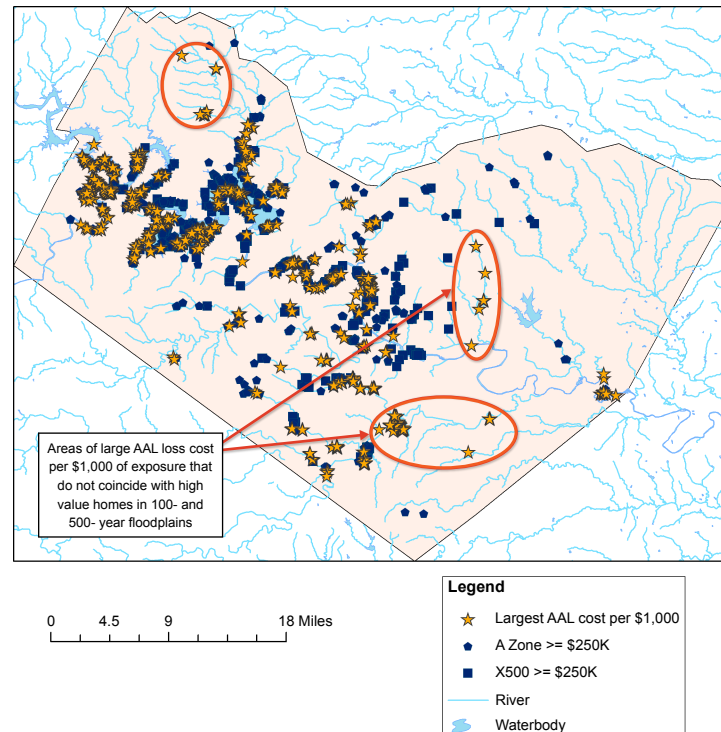 Areas of large AAL loss cost
per $1,000 of exposure that
do not coincide with high
value homes in 100- and
500- year floodplains
0 4.5 9 18 Miles
Legend
Largest AAL cost per $1,000
A Zone >= $250K
X500 >= $250K
River
Waterbody